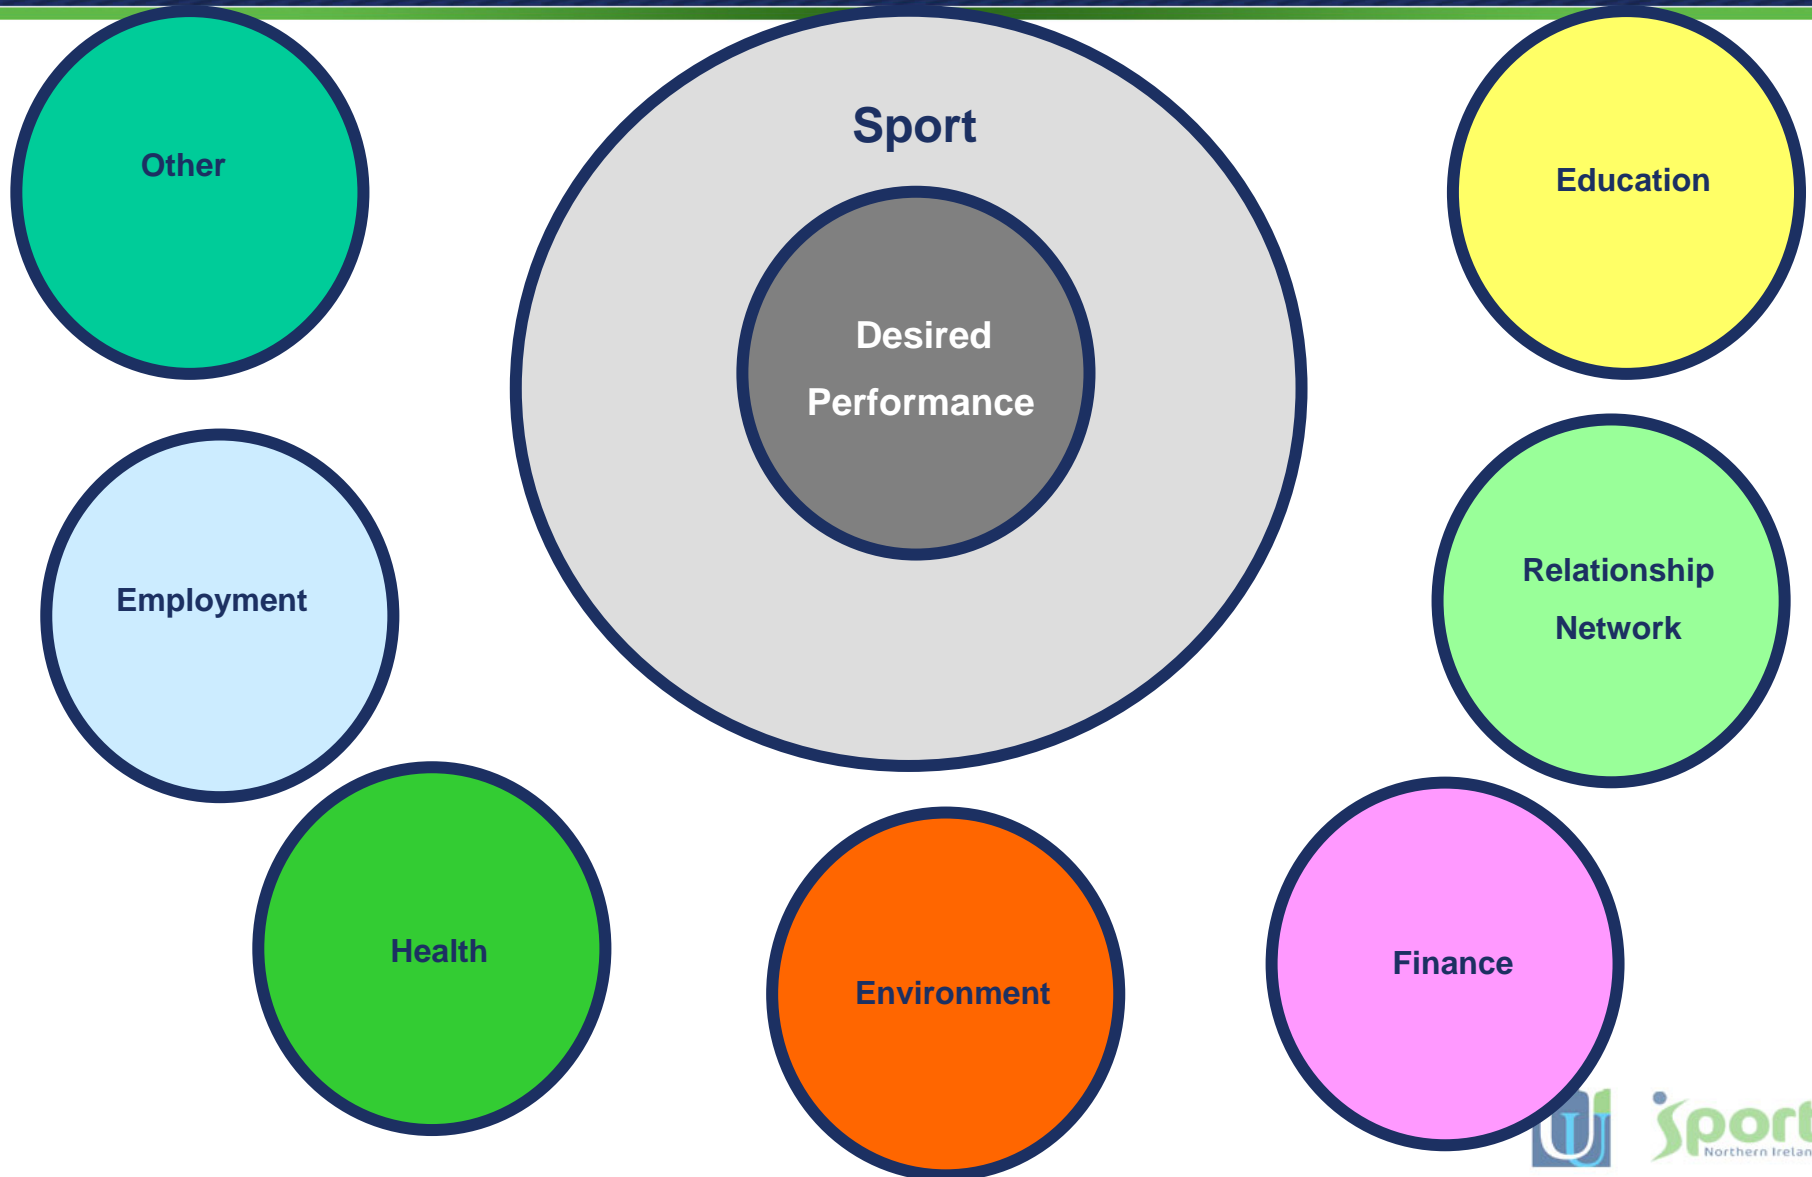 Sport
Other
Education
Desired
Performance
Employment
Relationship
Network
Health
Environment
Finance
U
sport
Northern Irelan